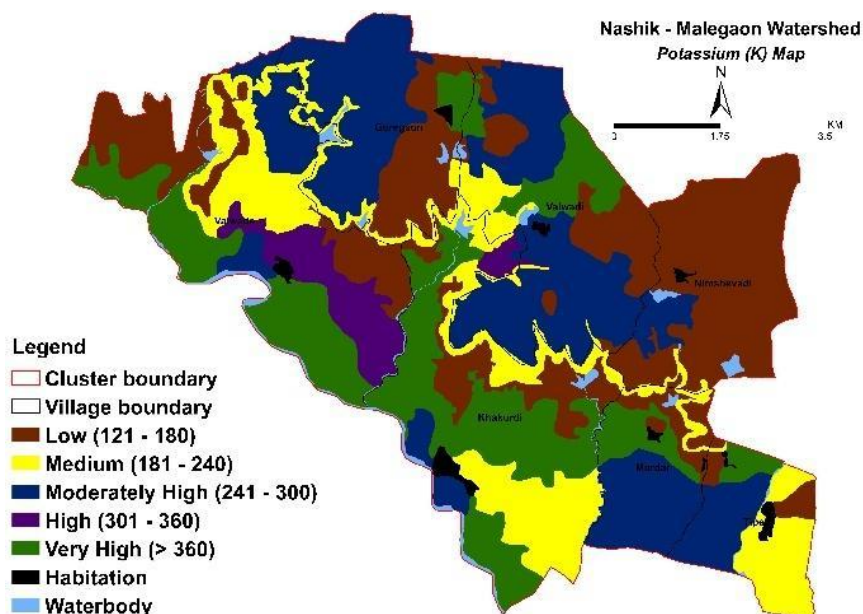 Nashik - Malegaon Watershed
Potassium (K) Map
N
KM
0 1.75 3.5
Goregaon
Valwadi
Nimshevadi
Khakurdi
Legend
Cluster boundary
Village boundary
Low (121 - 180)
Medium (181 - 240)
Moderately High (241 - 300)
High (301 - 360)
Very High (> 360)
Habitation
Waterbody